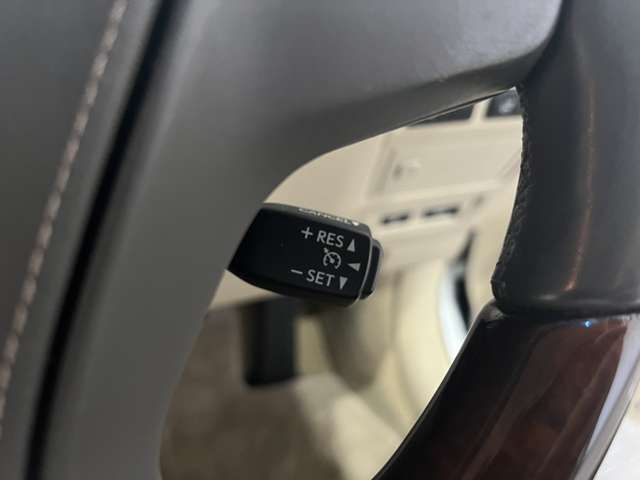 CANCEL
+ RES ▲
− SET ▼